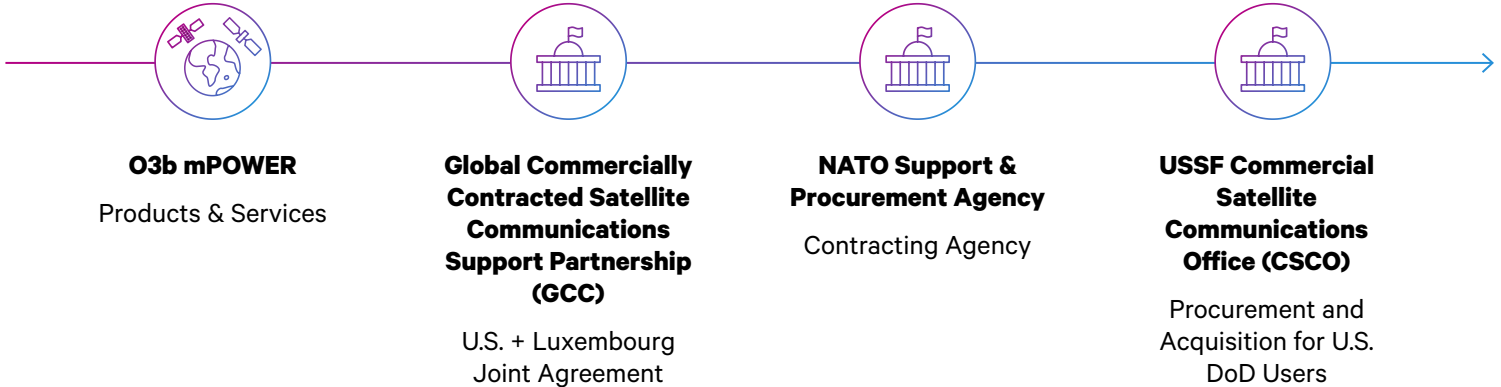 O3b mPOWER
Products & Services
Global Commercially
Contracted Satellite
Communications
Support Partnership
(GCC)
U.S. + Luxembourg
Joint Agreement
NATO Support &
Procurement Agency
Contracting Agency
USSF Commercial
Satellite
Communications
Office (CSCO)
Procurement and
Acquisition for U.S.
DoD Users